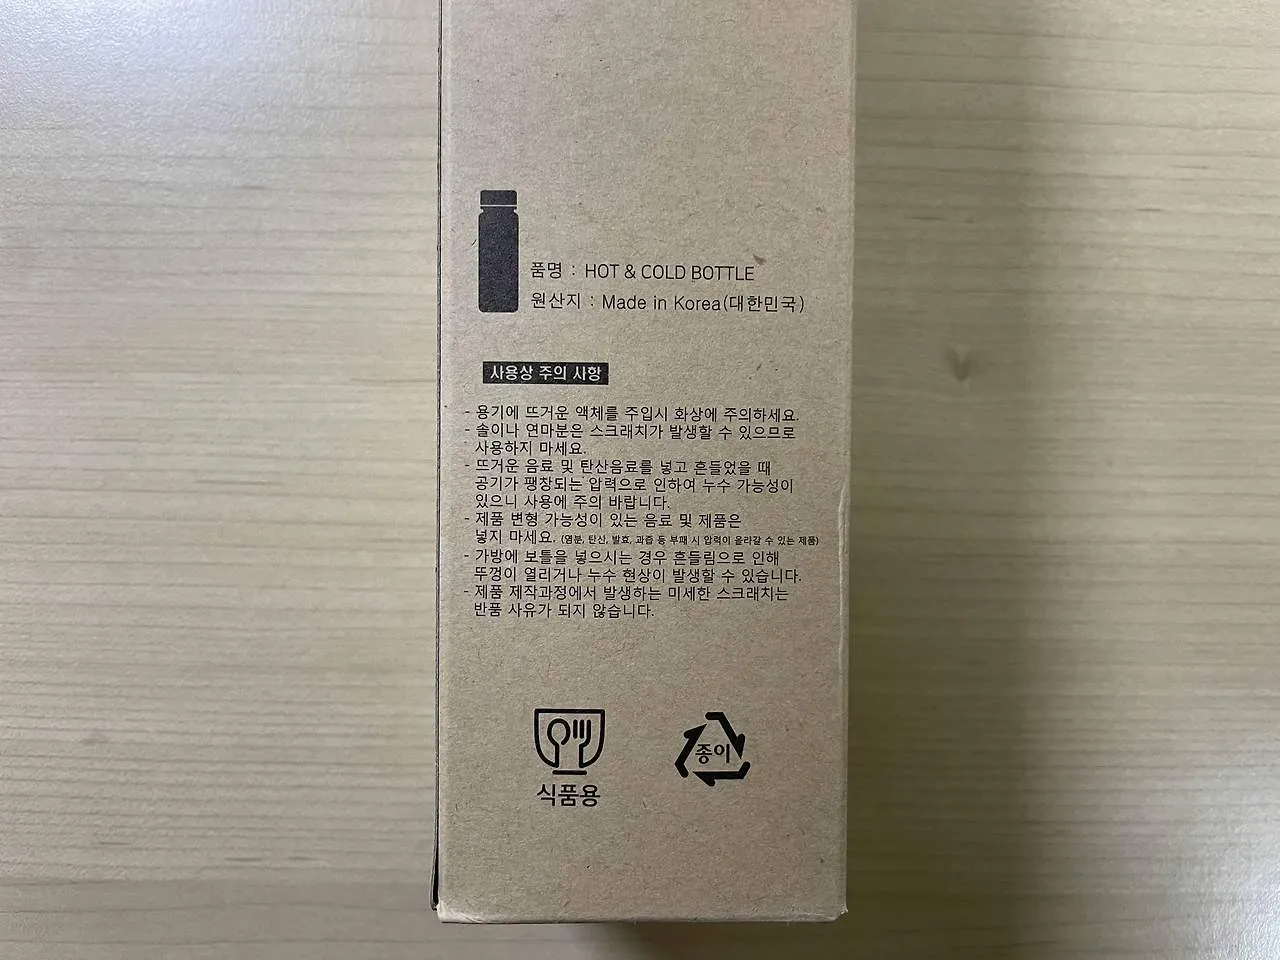 품명 : HOT & COLD BOTTLE
원산지 : Made in Korea(대한민국)
사용상 주의 사항
- 용기에 뜨거운 액체를 주입시 화상에 주의하세요.
- 솔이나 연마분은 스크래치가 발생할 수 있으므로
사용하지 마세요.
- 뜨거운 음료 및 탄산음료를 넣고 흔들었을 때
공기가 팽창되는 압력으로 인하여 누수 가능성이
있으니 사용에 주의 바랍니다.
- 제품 변형 가능성이 있는 음료 및 제품은
넣지 마세요. (염분, 탄산, 발효, 과즙 등 부패 시 압력이 올라갈 수 있는 제품)
- 가방에 보틀을 넣으시는 경우 흔들림으로 인해
뚜껑이 열리거나 누수 현상이 발생할 수 있습니다.
- 제품 제작과정에서 발생하는 미세한 스크래치는
반품 사유가 되지 않습니다.
식품용
종이